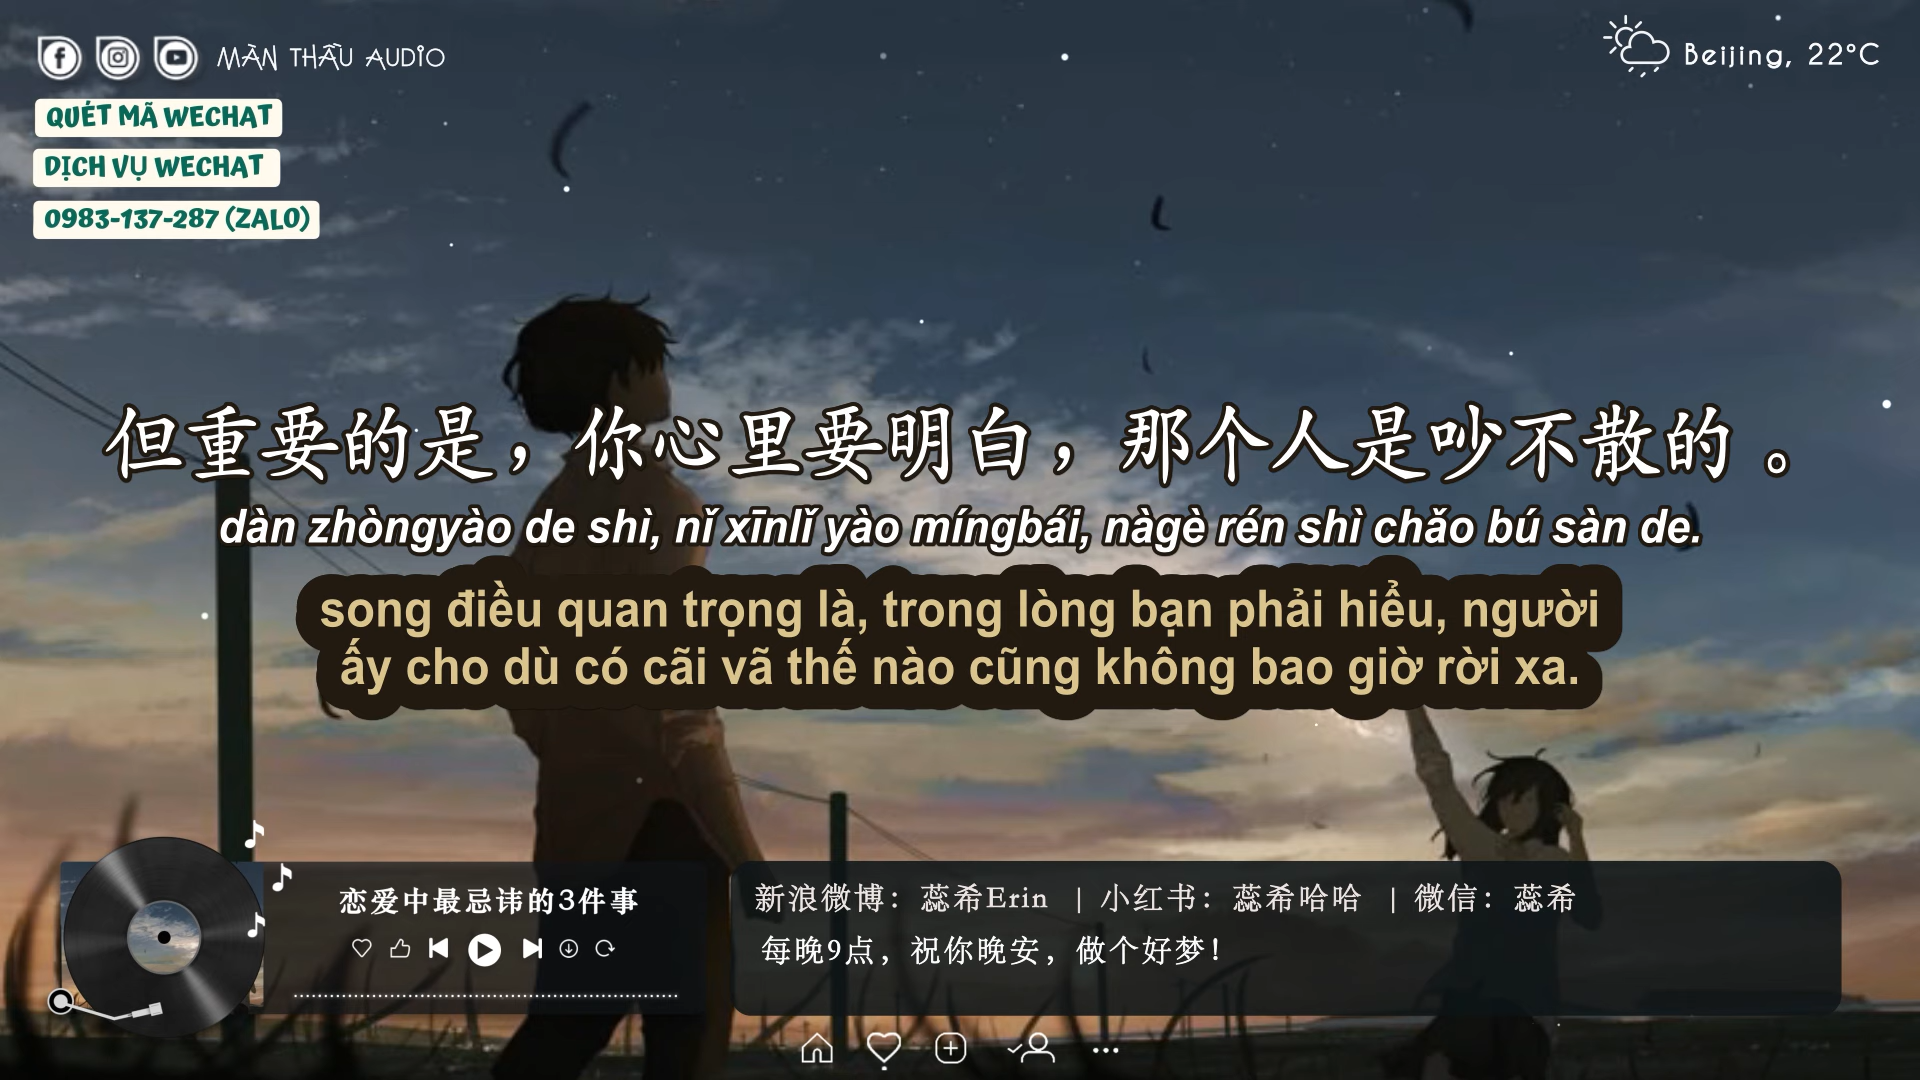 MÀN THẦU AUDIO
Beijing, 22°C
QUÉT MÃ WECHAT
DỊCH VỤ WECHAT
0983-137-287 (ZALO)
但重要的是，你心里要明白，那个人是吵不散的 。
dàn zhòngyào de shì, nǐ xīnlǐ yào míngbái, nàgè rén shì chǎo bú sàn de.
song điều quan trọng là, trong lòng bạn phải hiểu, người
ấy cho dù có cãi vã thế nào cũng không bao giờ rời xa.
恋爱中最忌讳的3件事
新浪微博：蕊希Erin | 小红书：蕊希哈哈 | 微信：蕊希
每晚9点，祝你晚安，做个好梦！